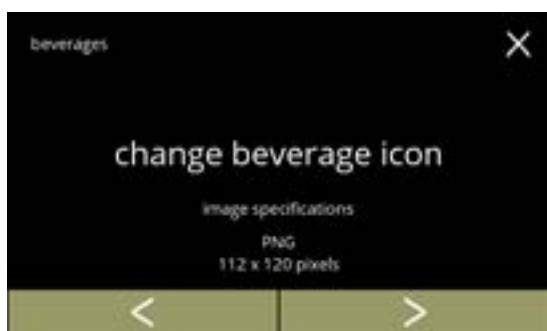 beverages
change beverage icon
image specifications
PNG
112 x 120 pixels